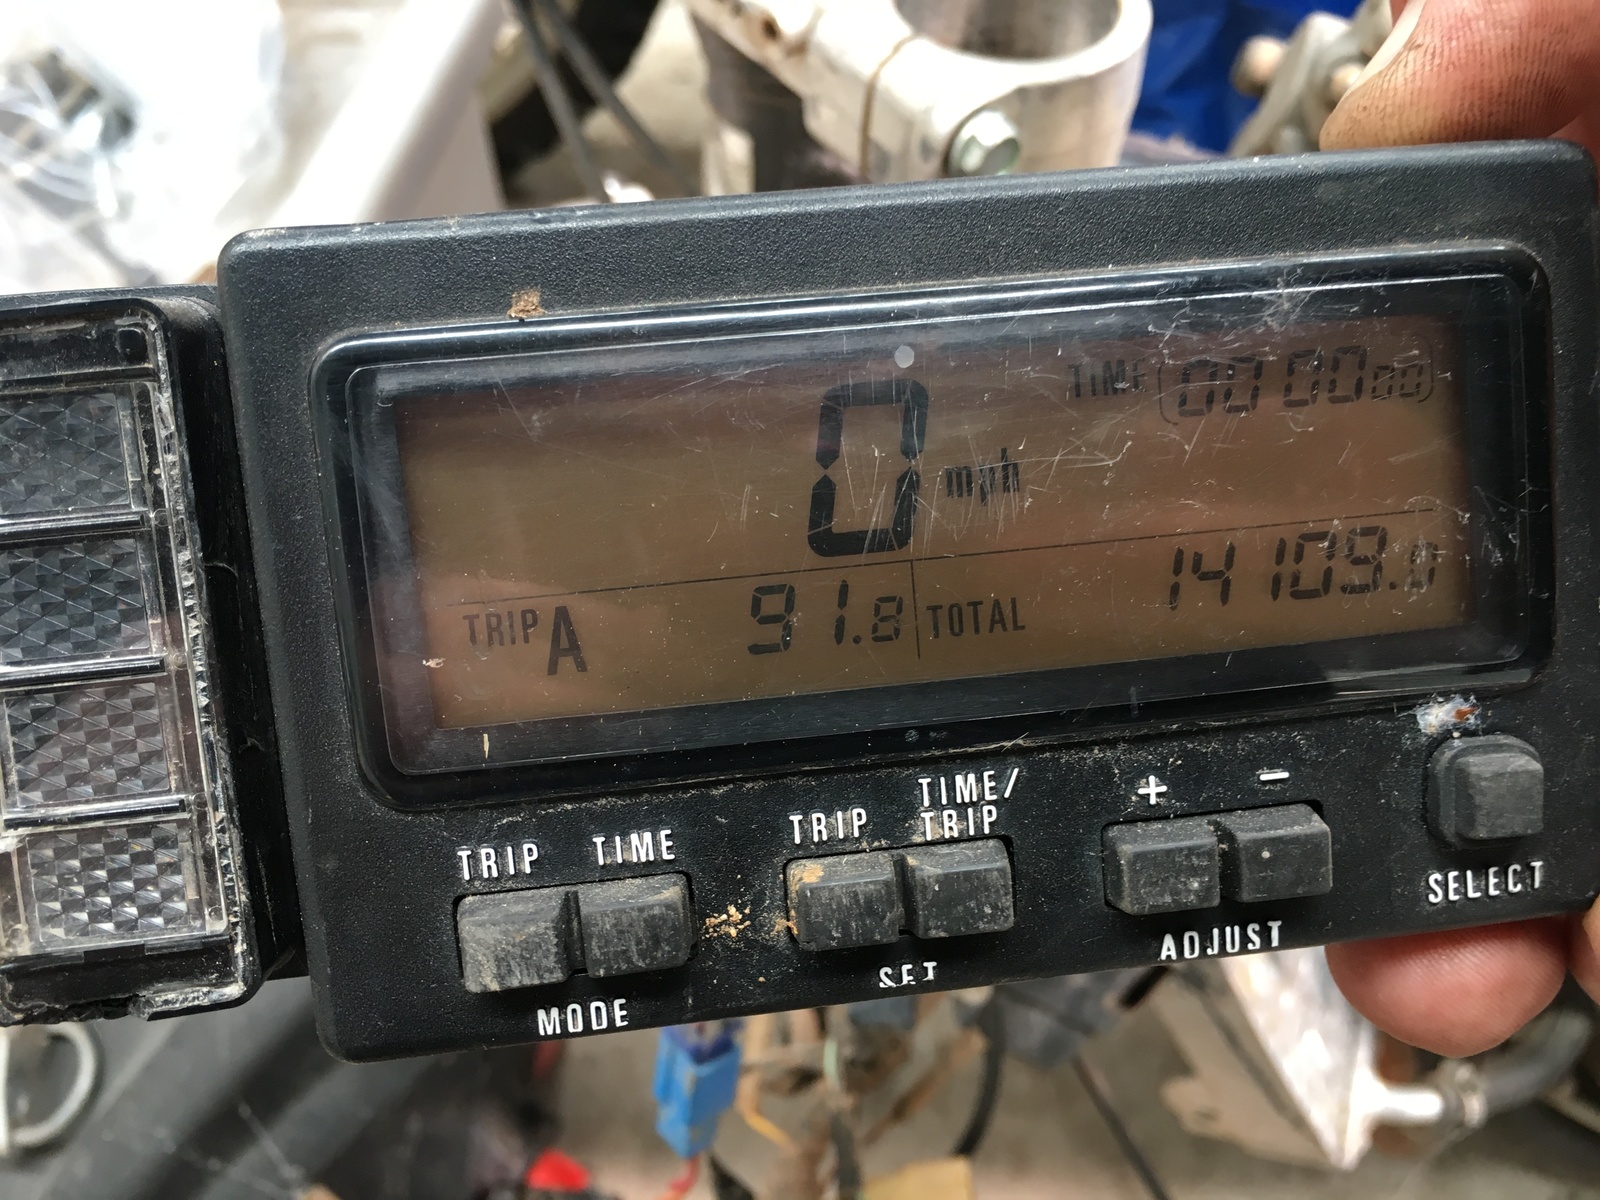 TIME 00 00 00
0 mph
TRIP A 91.8 TOTAL 14109.0
TRIP TIME TRIP TIME/ TRIP + -
MODE SET ADJUST SELECT